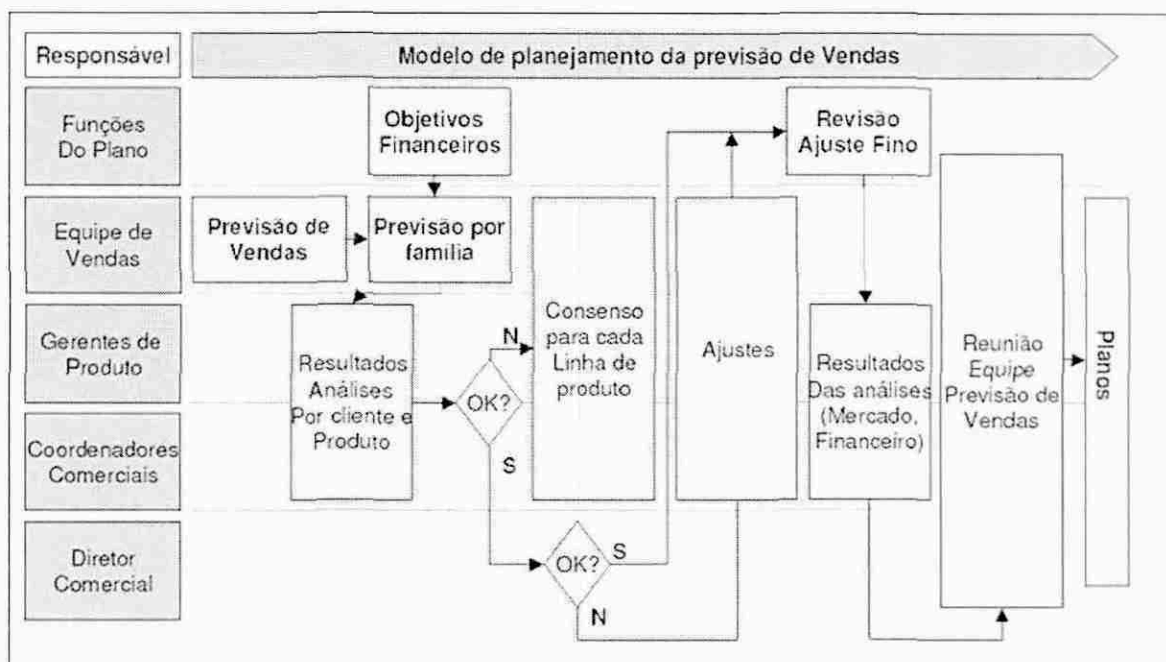 Responsável
Modelo de planejamento da previsão de Vendas
Funções
Do Plano
Objetivos
Financeiros
Revisão
Ajuste Fino
Equipe de
Vendas
Previsão de
Vendas
Previsão por
família
Gerentes de
Produto
Resultados
Análises
Por cliente e
Produto
OK?
N
S
Consenso
para cada
Linha de
produto
Ajustes
Resultados
Das análises
(Mercado,
Financeiro)
Reunião
Equipe
Previsão de
Vendas
Planos
Coordenadores
Comerciais
Diretor
Comercial
OK?
S
N